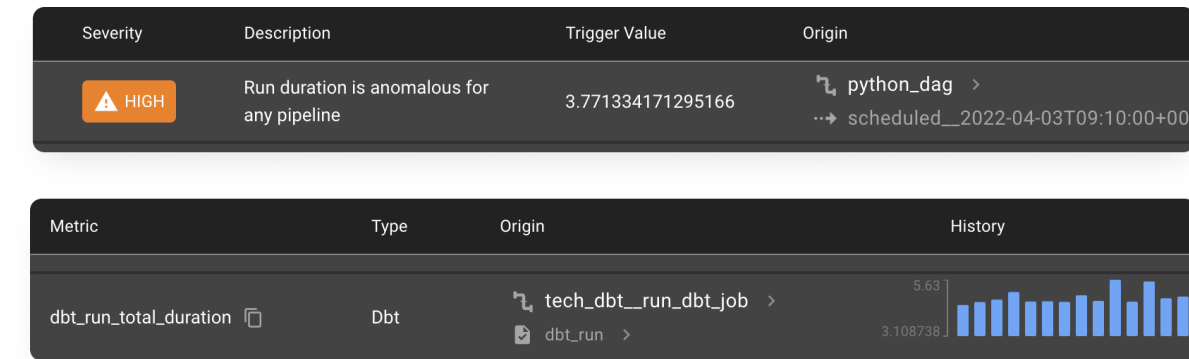 Severity Description Trigger Value Origin
HIGH Run duration is anomalous for any pipeline 3.771334171295166 python_dag >
scheduled__2022-04-03T09:10:00+00
Metric Type Origin History
dbt_run_total_duration Dbt tech_dbt__run_dbt_job > 5.63
dbt_run > 3.108738